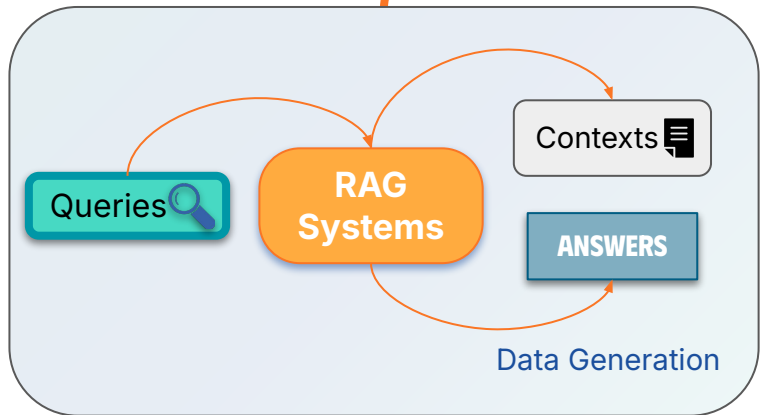 Queries
RAG
Systems
Contexts
ANSWERS
Data Generation